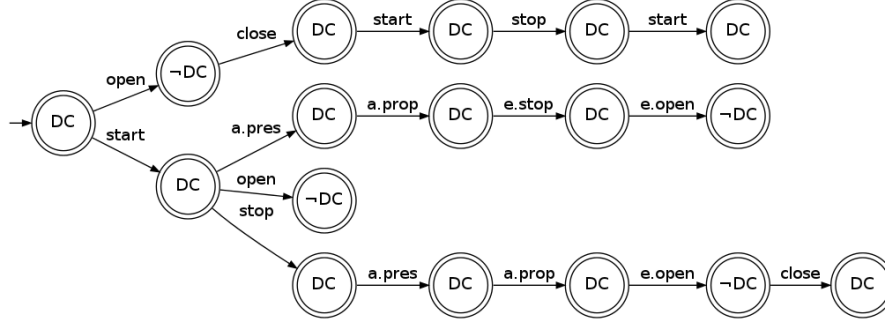 close start stop start
DC DC DC DC
open ¬DC
a.pres a.prop e.stop e.open
DC DC DC DC ¬DC
start
DC open ¬DC
stop
a.pres a.prop e.open close
DC DC DC ¬DC DC